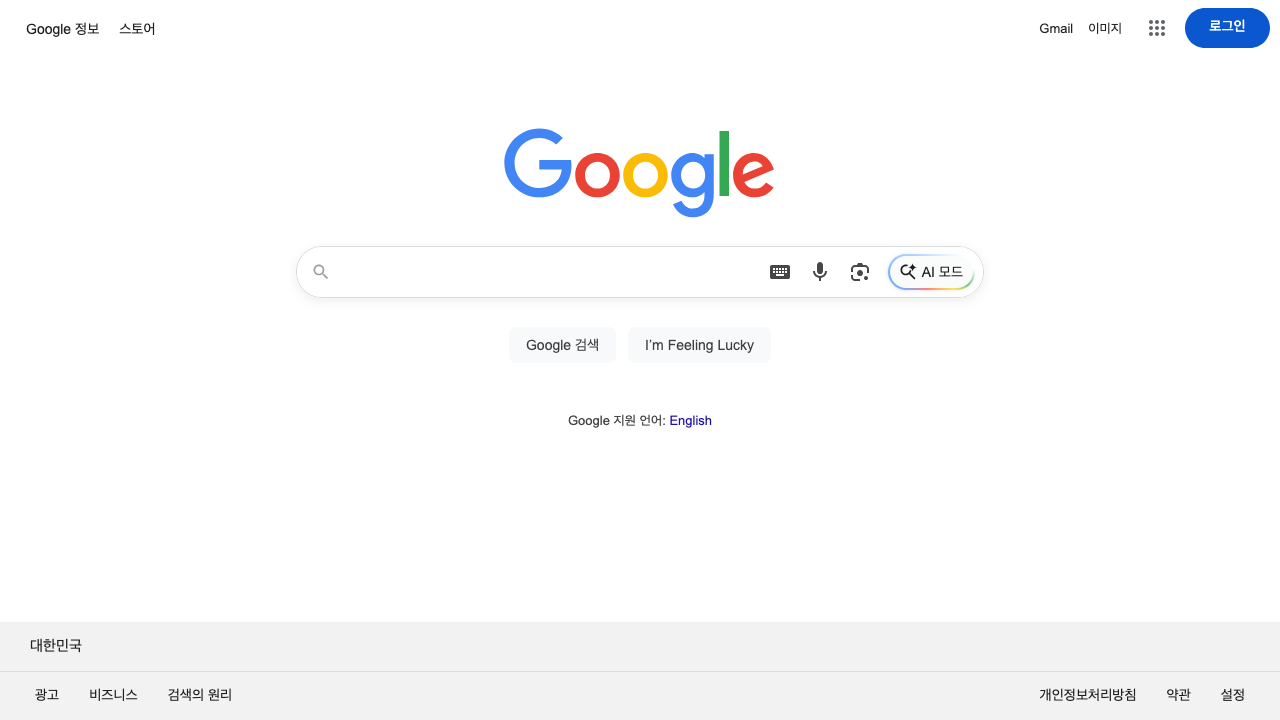 Google 정보 스토어
Gmail 이미지 로그인
Google
AI 모드
Google 검색 I'm Feeling Lucky
Google 지원 언어: English
대한민국
광고 비즈니스 검색의 원리
개인정보처리방침 약관 설정